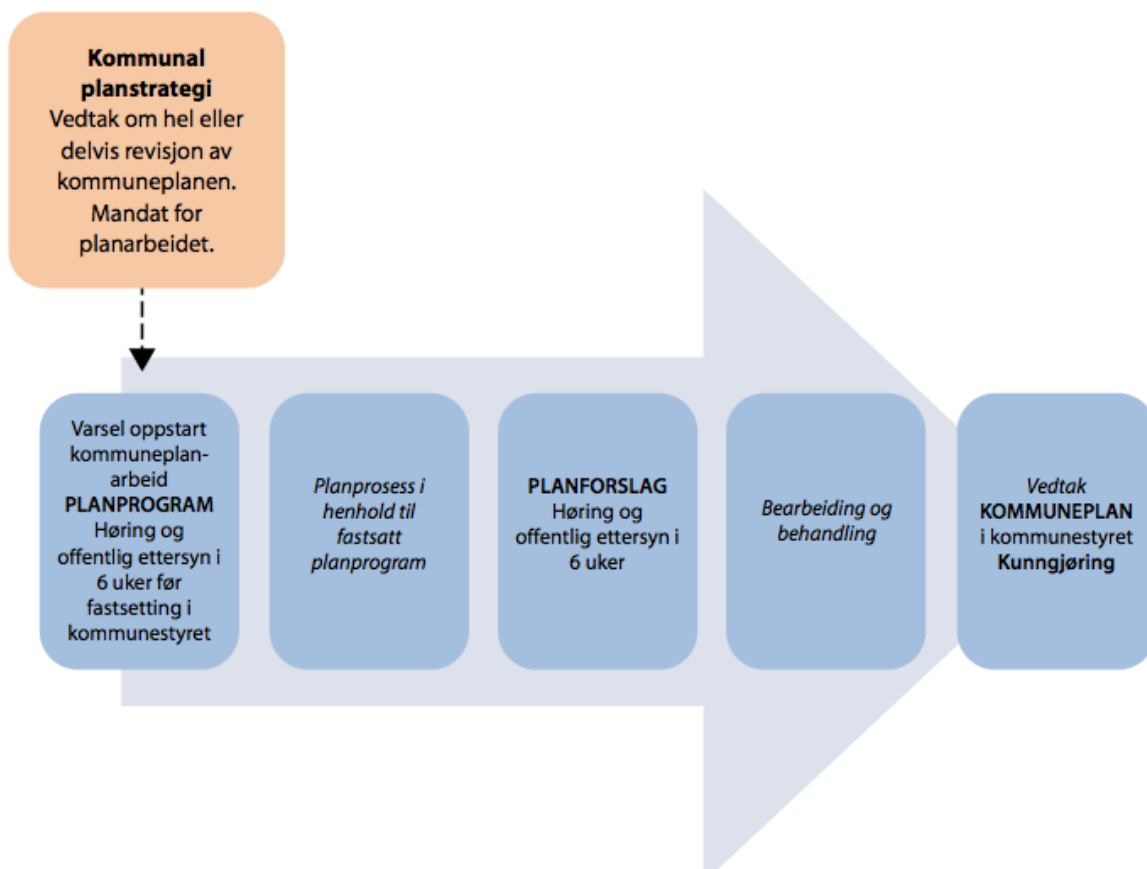 Kommunal
planstrategi
Vedtak om hel eller
delvis revisjon av
kommuneplanen.
Mandat for
planarbeidet.
Varsel oppstart
kommuneplan-
arbeid
PLANPROGRAM
Høring og
offentlig ettersyn i
6 uker før
fastsetting i
kommunestyret
Planprosess i
henhold til
fastsatt
planprogram
PLANFORSLAG
Høring og
offentlig ettersyn i
6 uker
Bearbeiding og
behandling
Vedtak
KOMMUNEPLAN
i kommunestyret
Kunngjøring